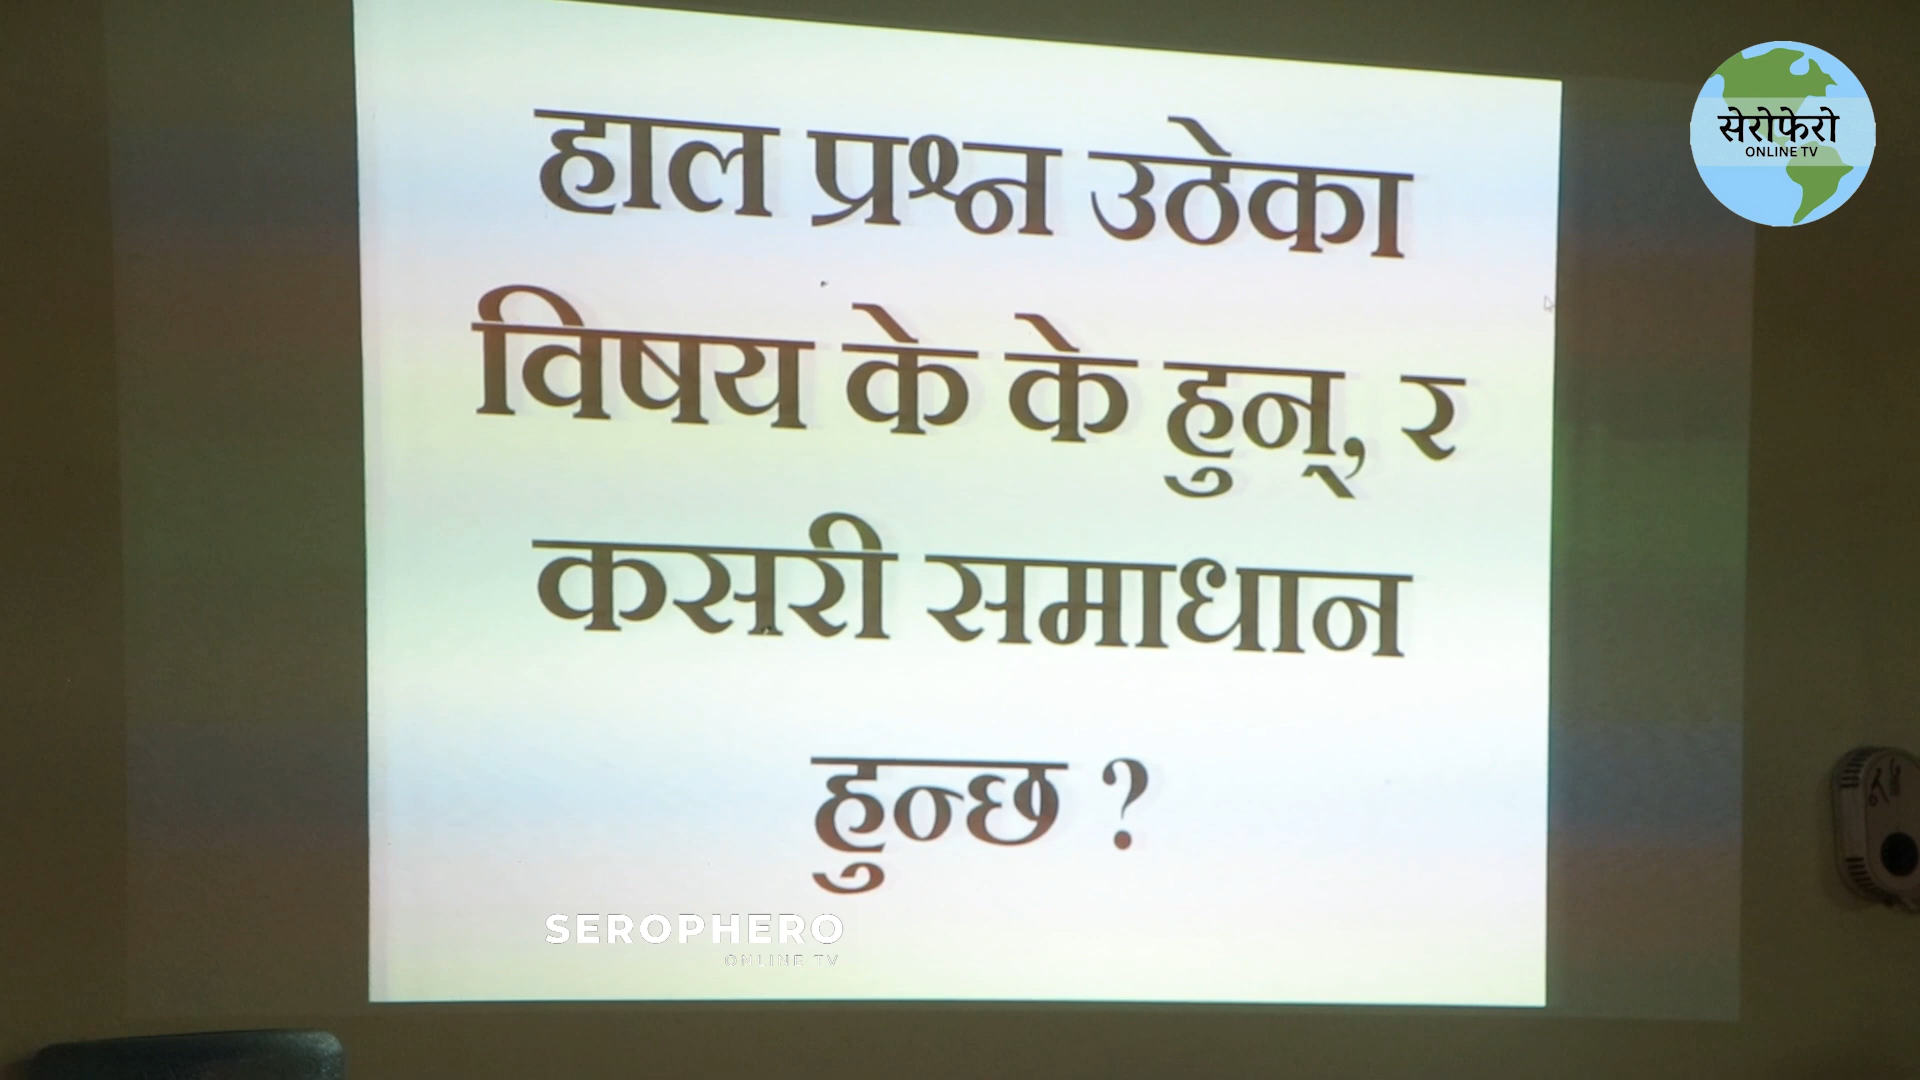 हाल प्रश्न उठेका
विषय के के हुन्, र
कसरी समाधान
हुन्छ ?
सेरोफेरो
ONLINE TV
SEROPHERO
ONLINE TV